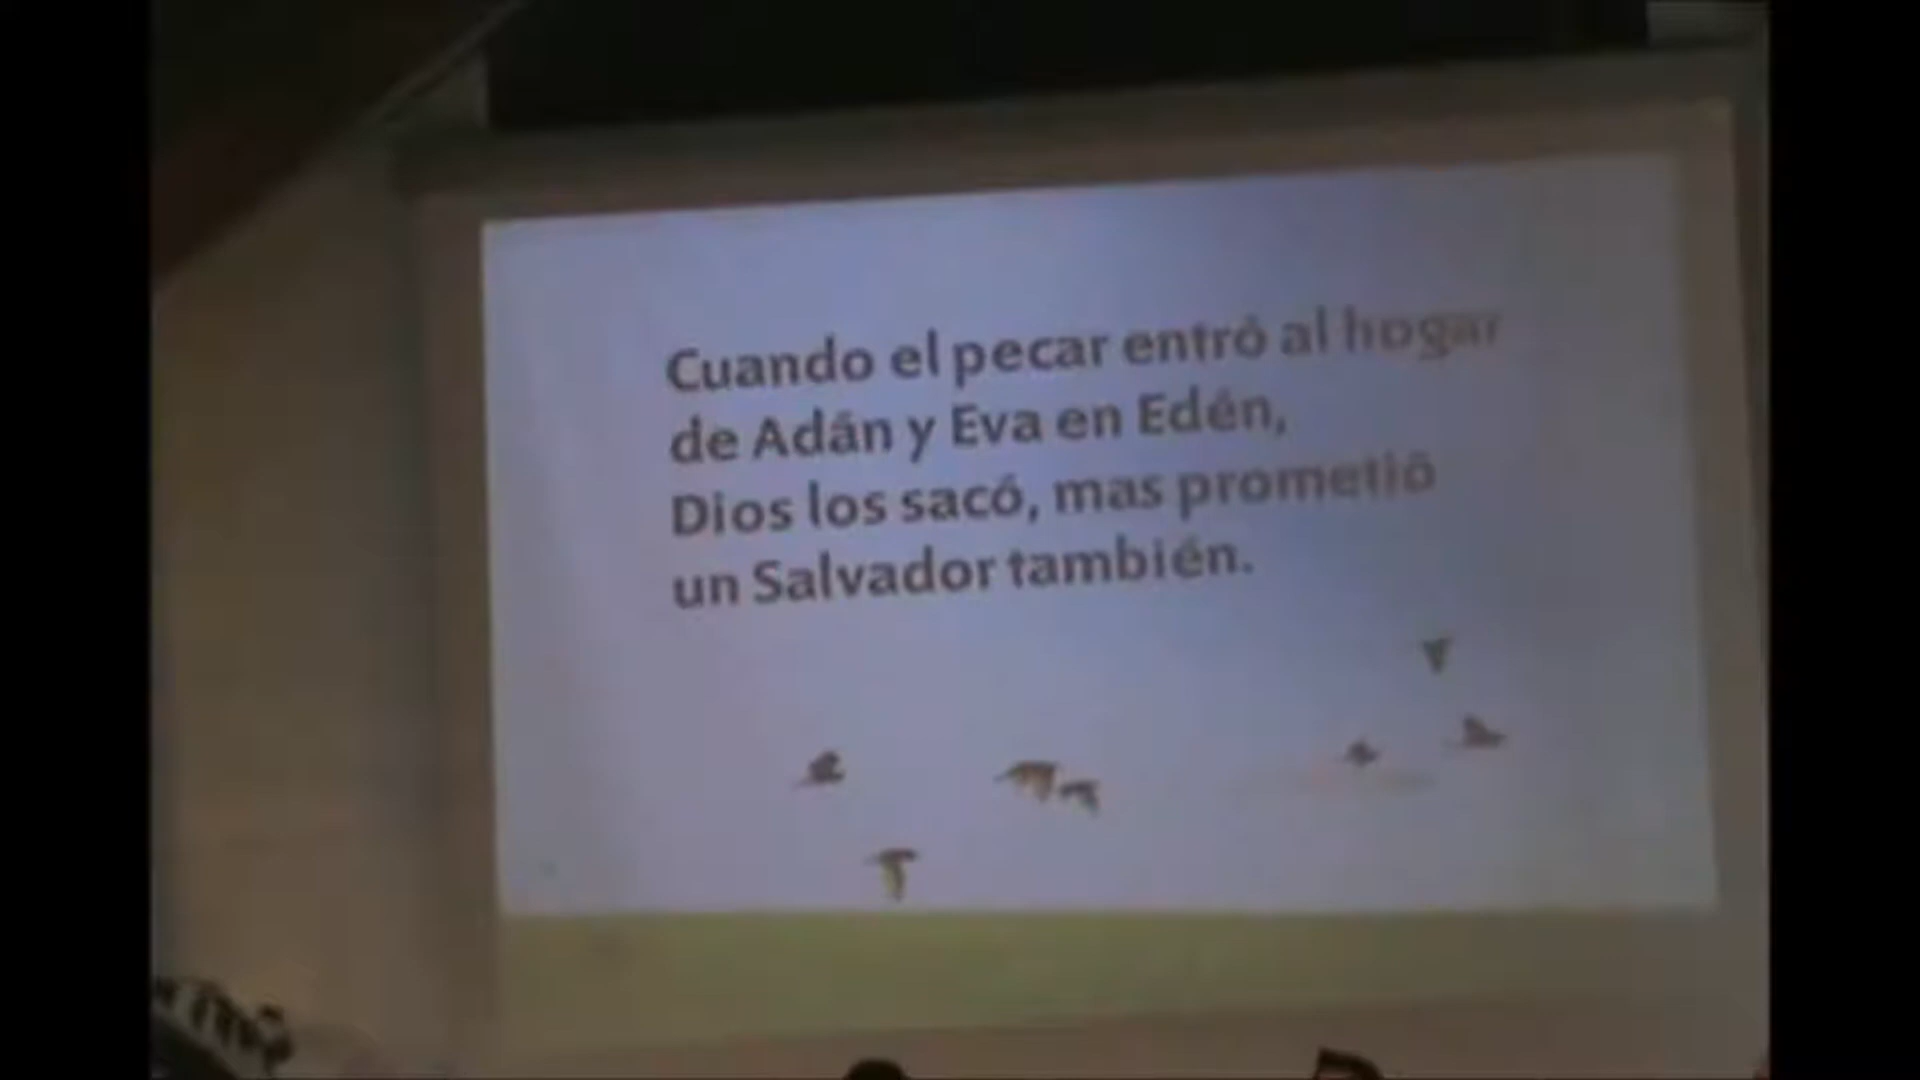 Cuando el pecar entró al hogar
de Adán y Eva en Edén,
Dios los sacó, mas prometió
un Salvador también.